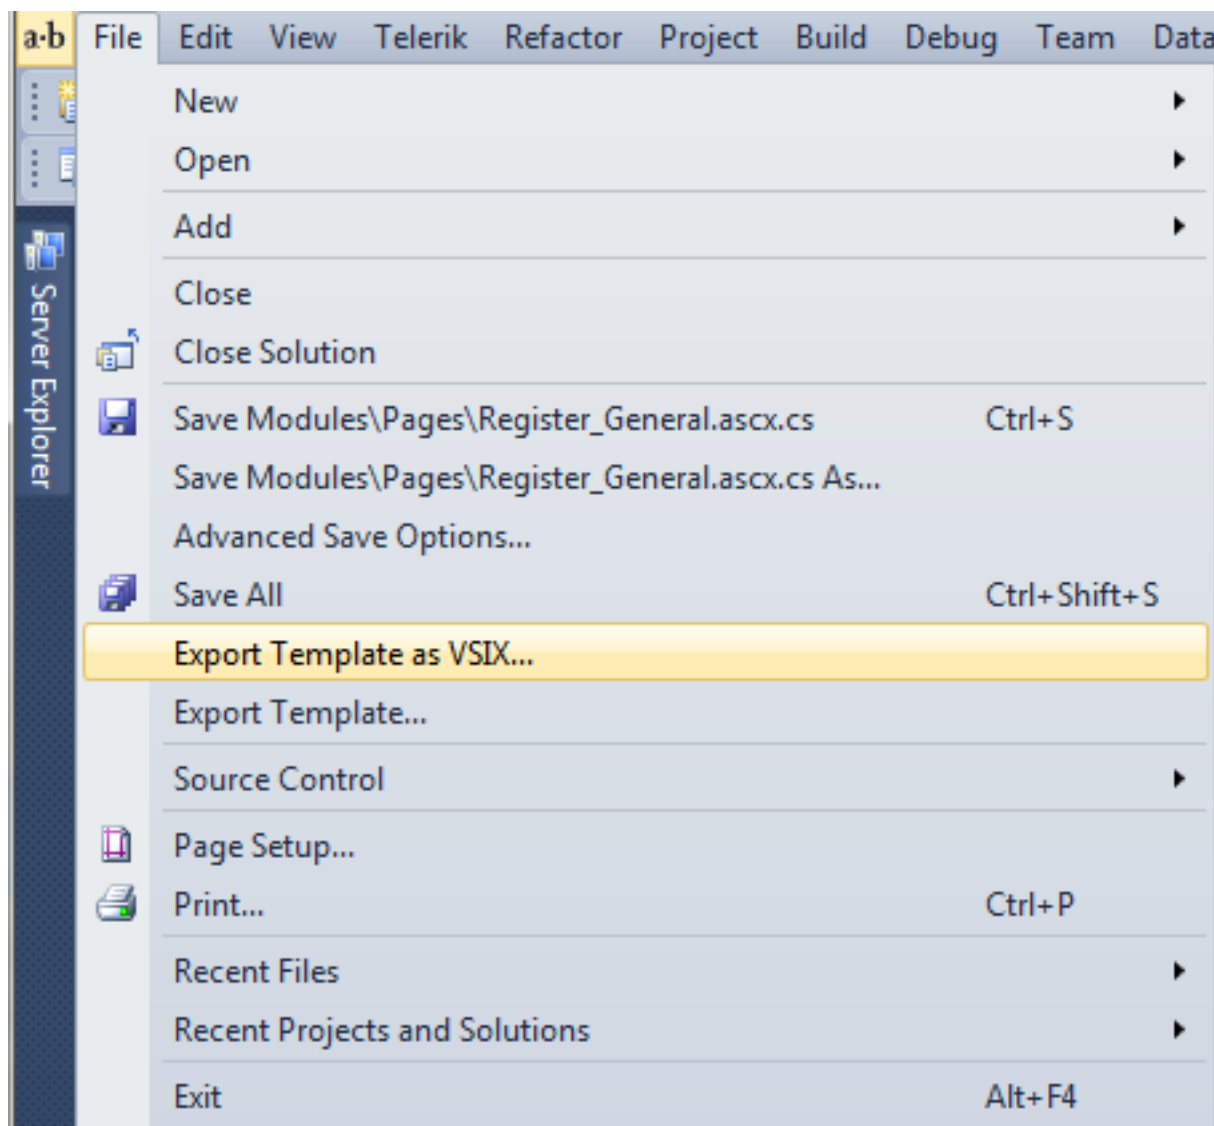 a·b File Edit View Telerik Refactor Project Build Debug Team Data
New
Open
Add
Close
Close Solution
Save Modules\Pages\Register_General.ascx.cs Ctrl+S
Save Modules\Pages\Register_General.ascx.cs As...
Advanced Save Options...
Save All Ctrl+Shift+S
Export Template as VSIX...
Export Template...
Source Control
Page Setup...
Print... Ctrl+P
Recent Files
Recent Projects and Solutions
Exit Alt+F4
Server Explorer